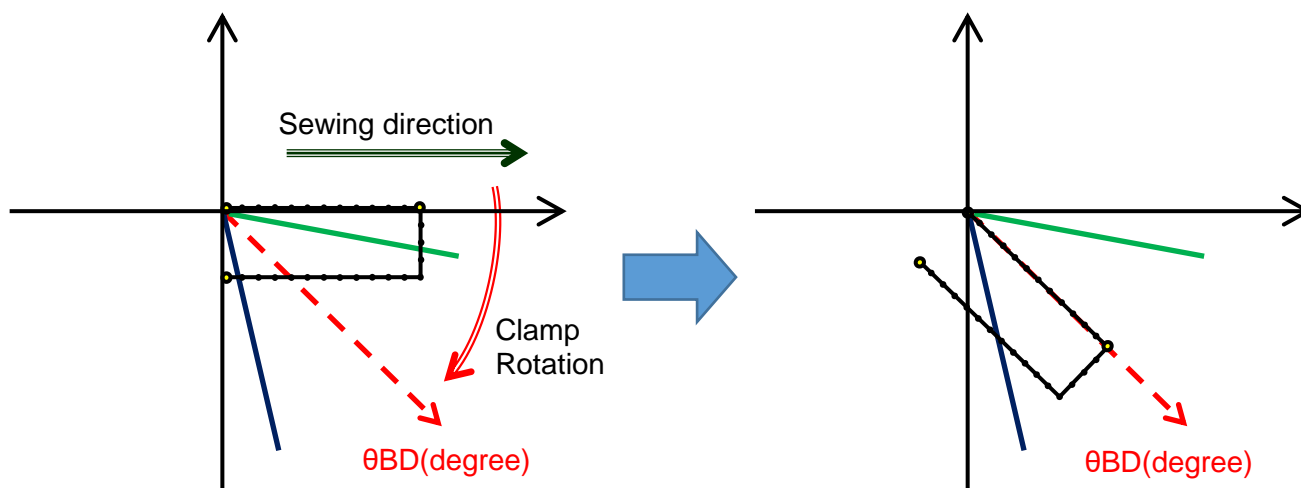 Sewing direction
Clamp
Rotation
θBD(degree)
θBD(degree)